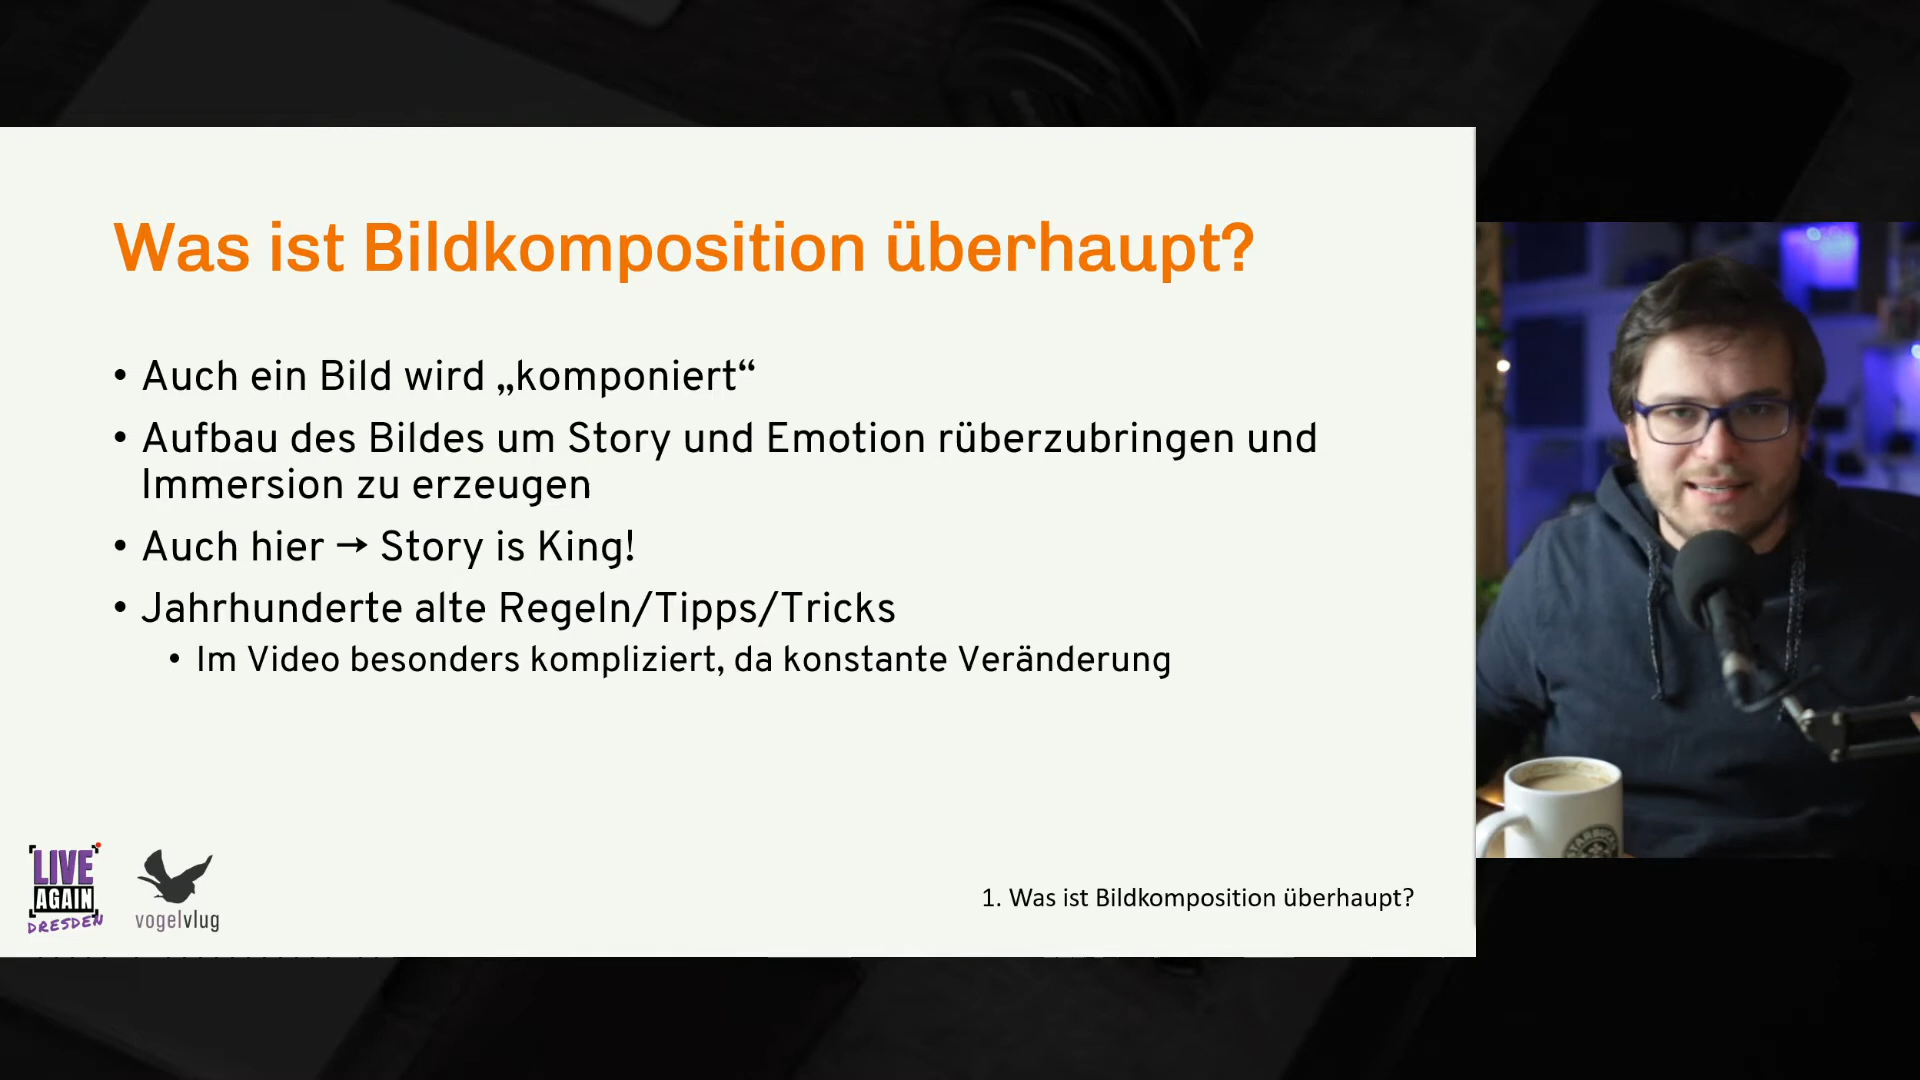 Was ist Bildkomposition überhaupt?
• Auch ein Bild wird „komponiert“
• Aufbau des Bildes um Story und Emotion rüberzubringen und
Immersion zu erzeugen
• Auch hier → Story is King!
• Jahrhunderte alte Regeln/Tipps/Tricks
• Im Video besonders kompliziert, da konstante Veränderung
LIVE
AGAIN
DRESDEN
vogelvlug
1. Was ist Bildkomposition überhaupt?